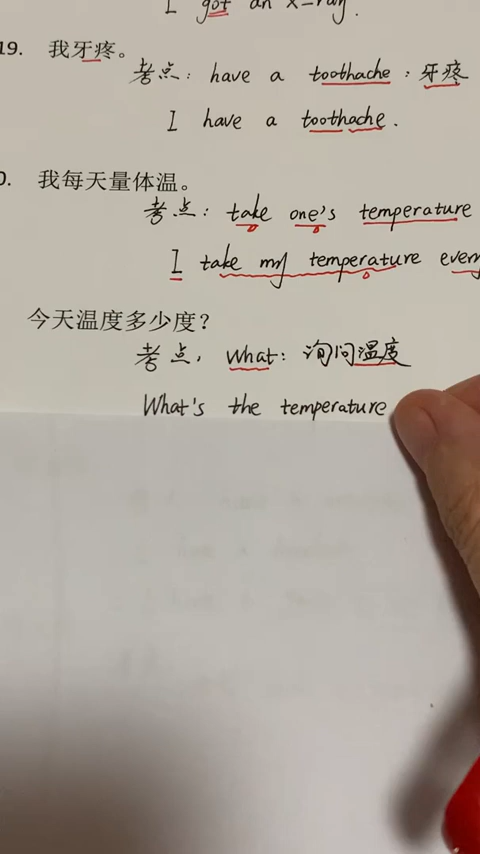 I got an x-ray.
19. 我牙疼。
考点: have a toothache: 牙疼
I have a toothache.
0. 我每天量体温。
考点: take one's temperature
I take my temperature every
今天温度多少度?
考点, what: 询问温度
What's the temperature